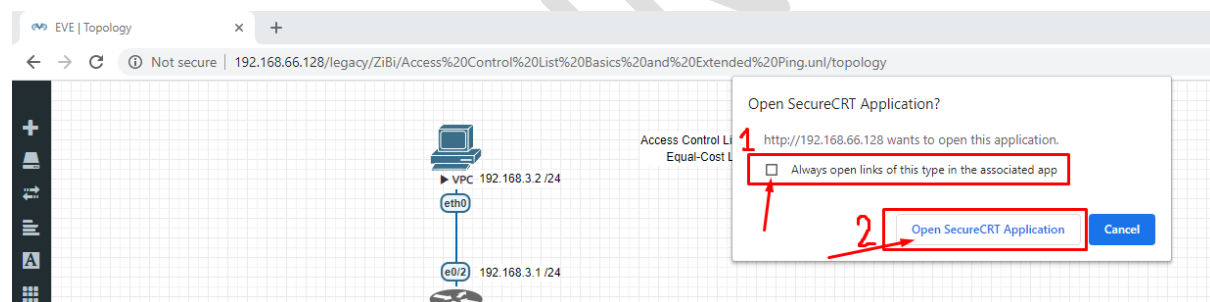 EVE | Topology
Not secure | 192.168.66.128/legacy/ZiBi/Access%20Control%20List%20Basics%20and%20Extended%20Ping.unl/topology
Open SecureCRT Application?
1
http://192.168.66.128 wants to open this application.
Always open links of this type in the associated app
2
Open SecureCRT Application
Cancel
Access Control Li
Equal-Cost L
VPC
192.168.3.2 /24
eth0
e0/2
192.168.3.1 /24
A